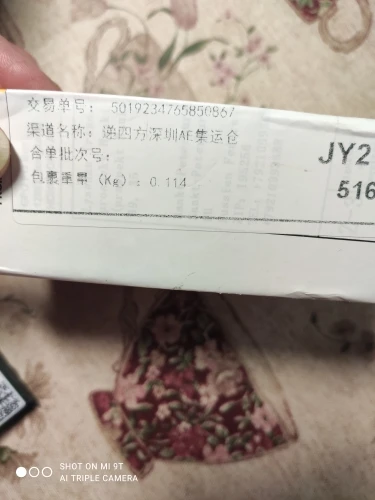 交易单号： 5019234765850867
渠道名称： 递四方深圳AE集运仓
合单批次号：
包裹重量（Kg）：0.114
JY2
516
SHOT ON MI 9T
AI TRIPLE CAMERA